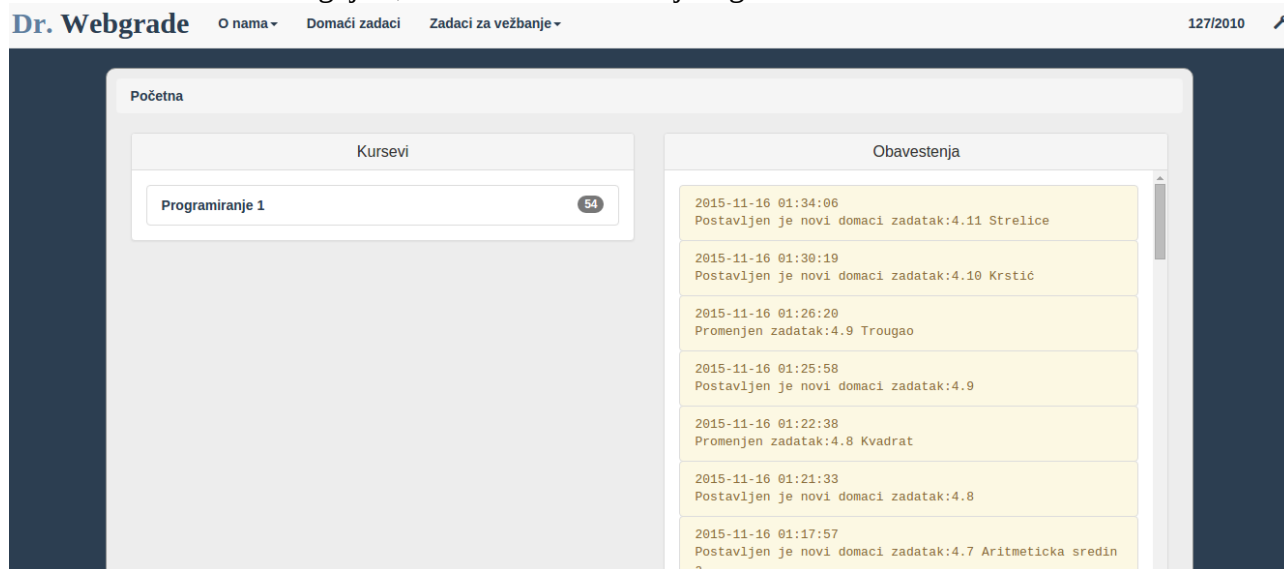 Dr. Webgrade O nama Domaći zadaci Zadaci za vežbanje 127/2010
Početna
Kursevi
Programiranje 1 54
Obavestenja
2015-11-16 01:34:06
Postavljen je novi domaci zadatak:4.11 Strelice
2015-11-16 01:30:19
Postavljen je novi domaci zadatak:4.10 Krstić
2015-11-16 01:26:20
Promenjen zadatak:4.9 Trougao
2015-11-16 01:25:58
Postavljen je novi domaci zadatak:4.9
2015-11-16 01:22:38
Promenjen zadatak:4.8 Kvadrat
2015-11-16 01:21:33
Postavljen je novi domaci zadatak:4.8
2015-11-16 01:17:57
Postavljen je novi domaci zadatak:4.7 Aritmeticka sredin